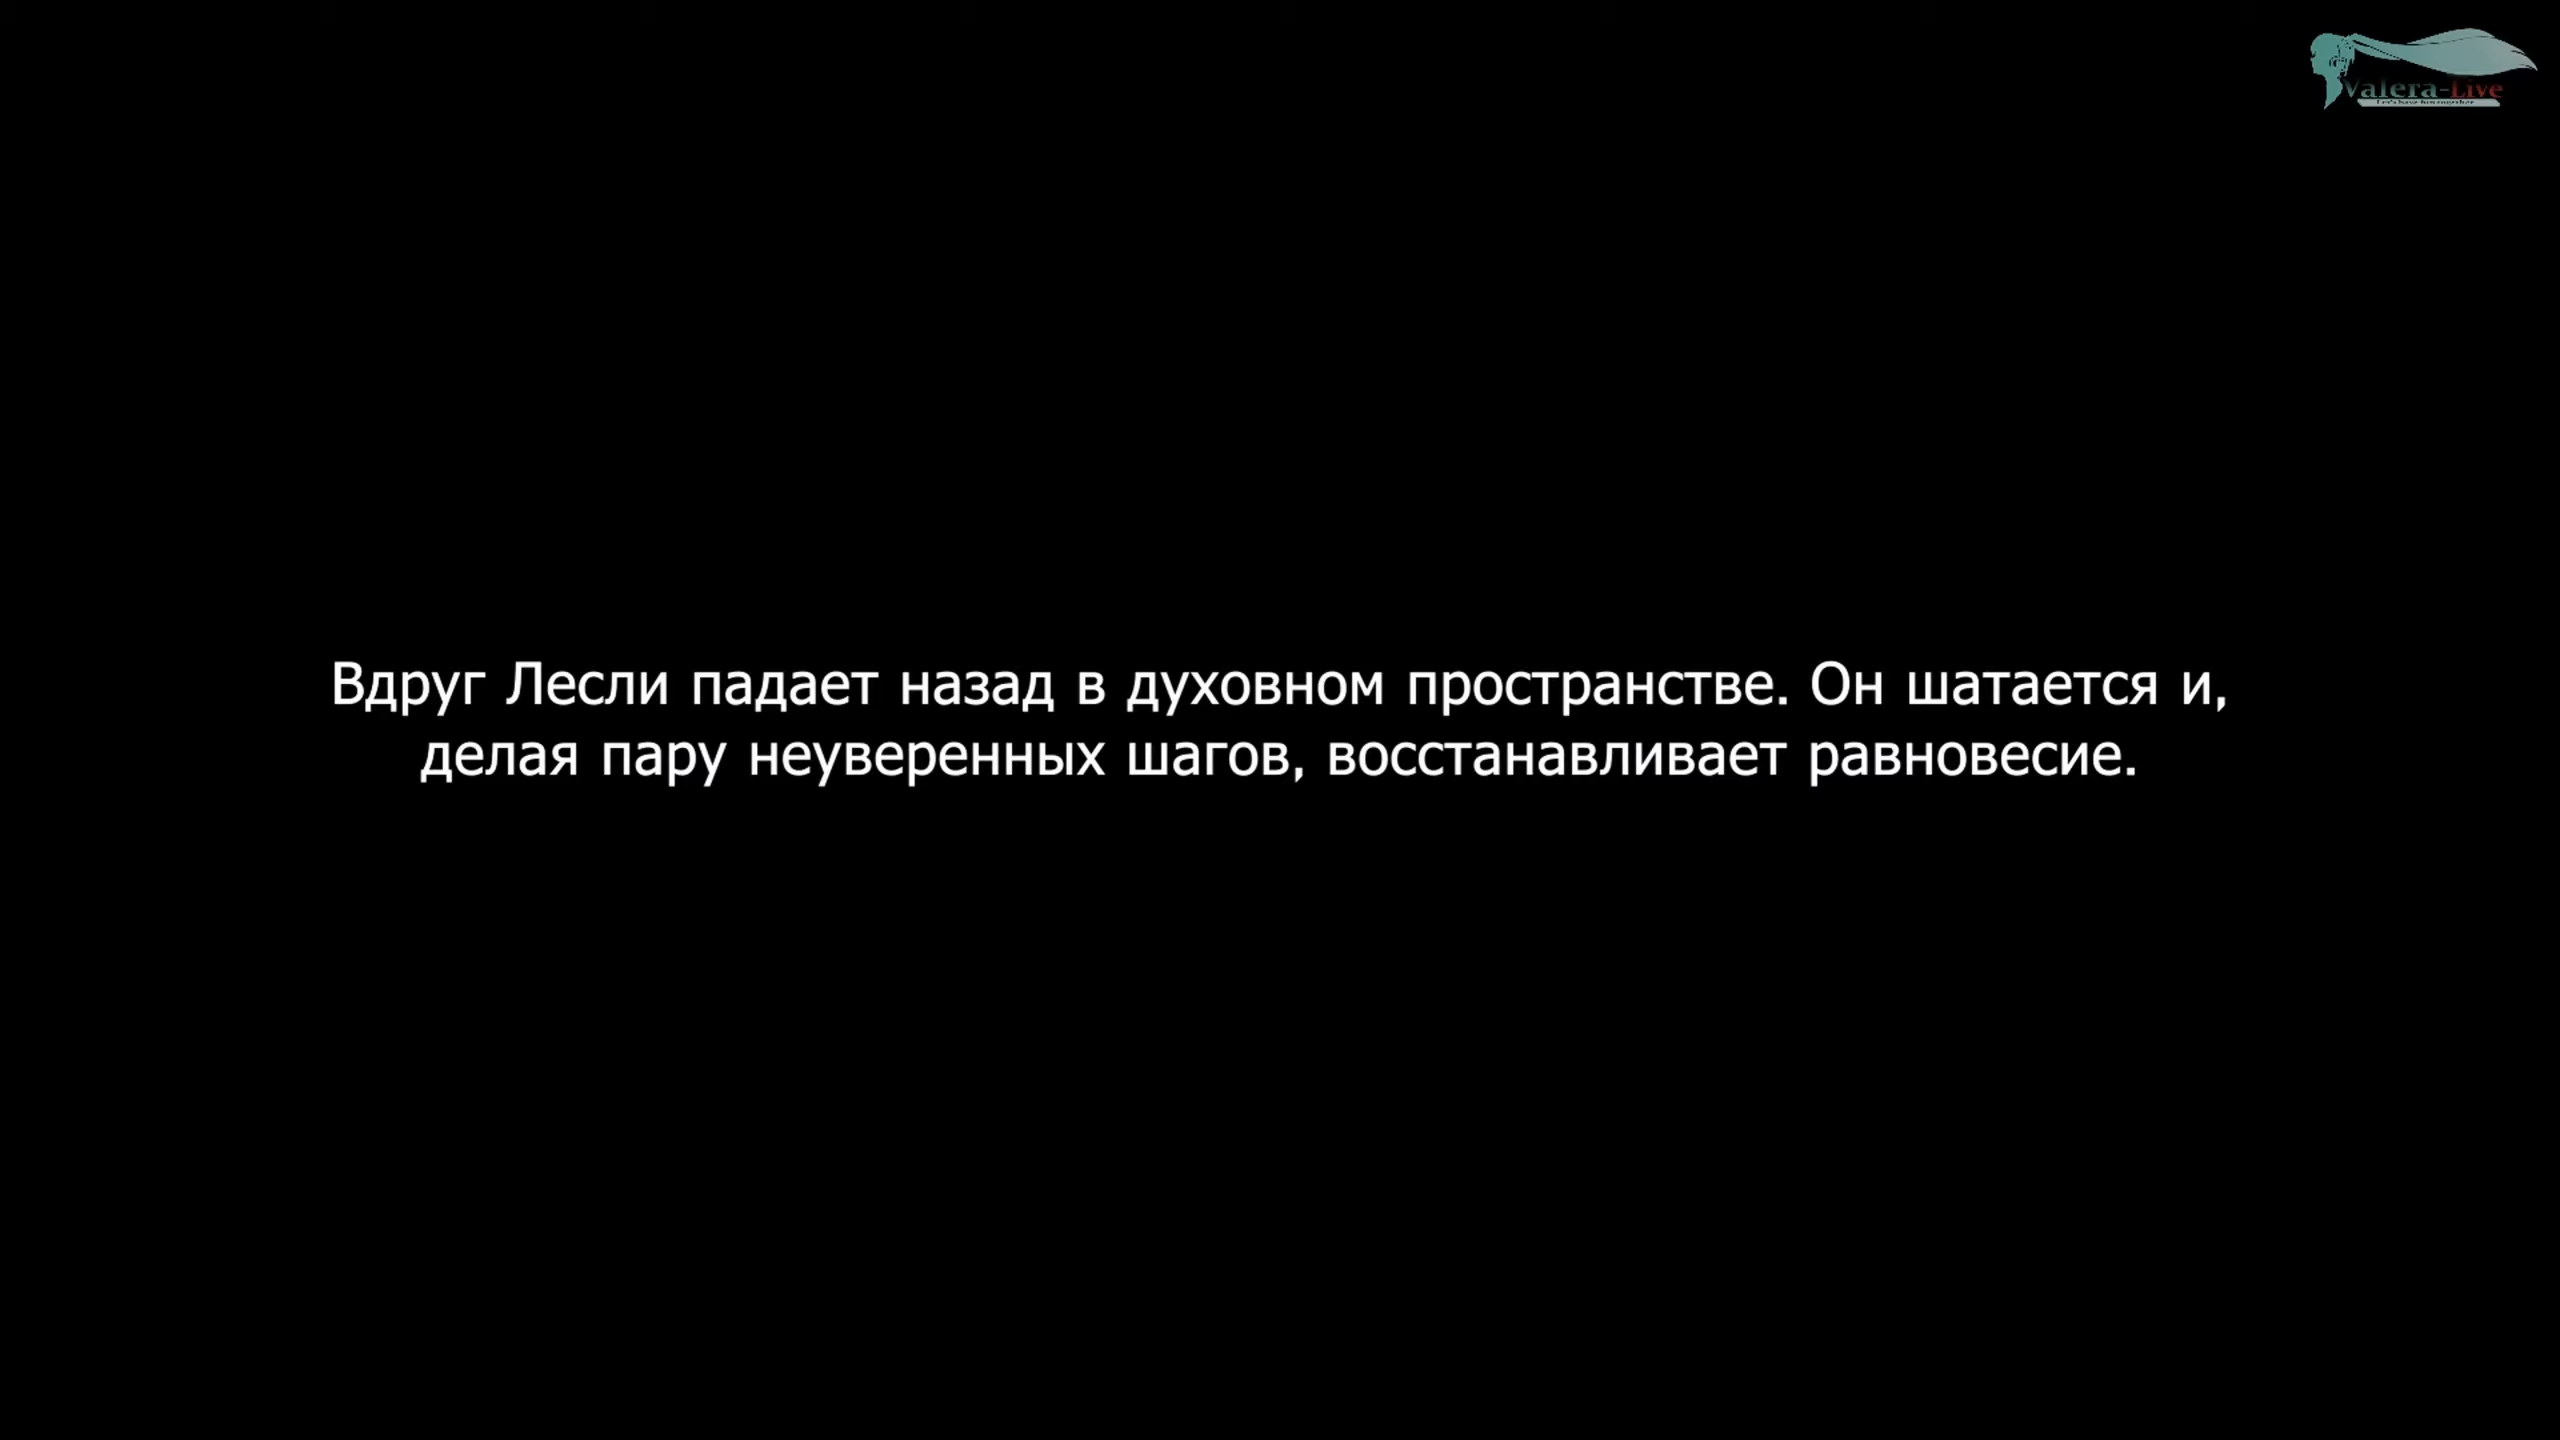 Valera-Live
Вдруг Лесли падает назад в духовном пространстве. Он шатается и,
делая пару неуверенных шагов, восстанавливает равновесие.